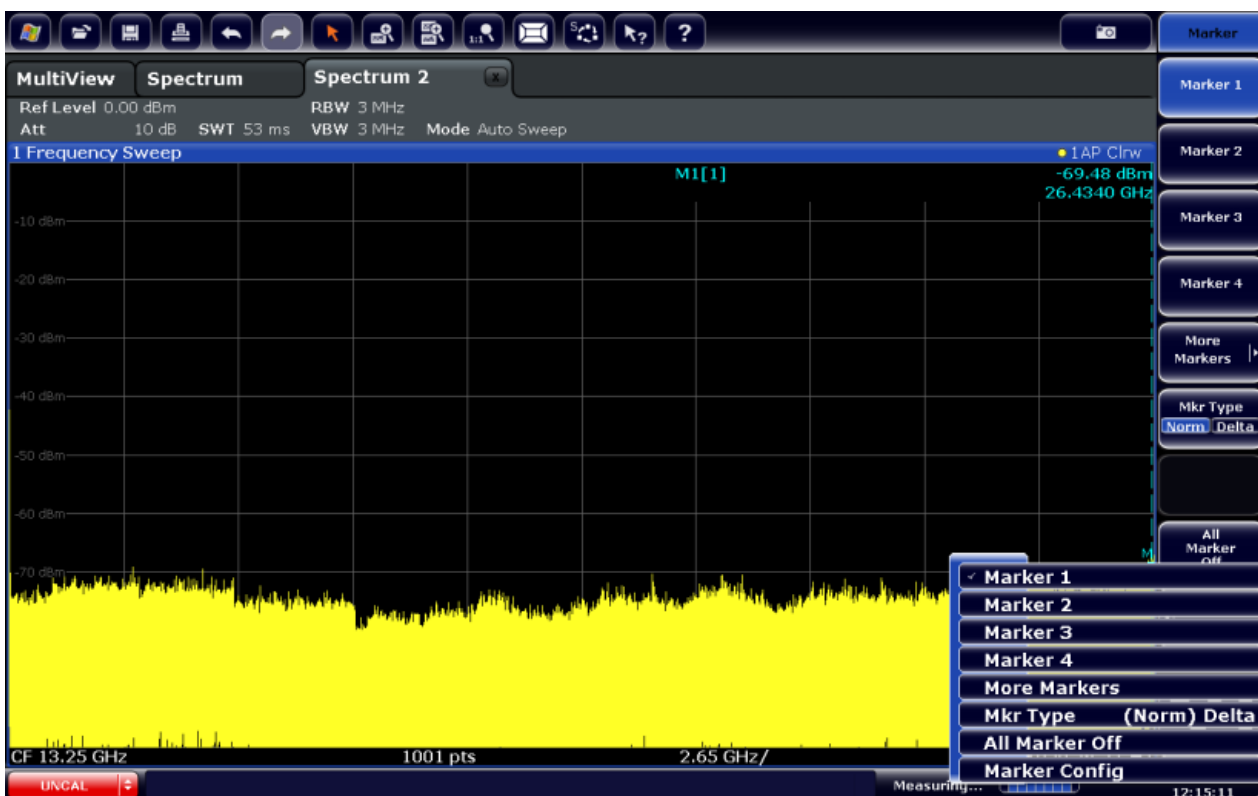 1:1
S
?
?
Marker
MultiView
Spectrum
Spectrum 2
x
Ref Level 0.00 dBm
RBW 3 MHz
Att 10 dB SWT 53 ms VBW 3 MHz Mode Auto Sweep
1 Frequency Sweep
1AP Clrw
M1[1]
-69.48 dBm
26.4340 GHz
-10 dBm
-20 dBm
-30 dBm
-40 dBm
-50 dBm
-60 dBm
-70 dBm
M
CF 13.25 GHz
1001 pts
2.65 GHz/
Marker 1
Marker 2
Marker 3
Marker 4
More
Markers
Mkr Type
Norm Delta
All
Marker
Off
Marker 1
Marker 2
Marker 3
Marker 4
More Markers
Mkr Type (Norm) Delta
All Marker Off
Marker Config
UNCAL
Measuring...
12:15:11